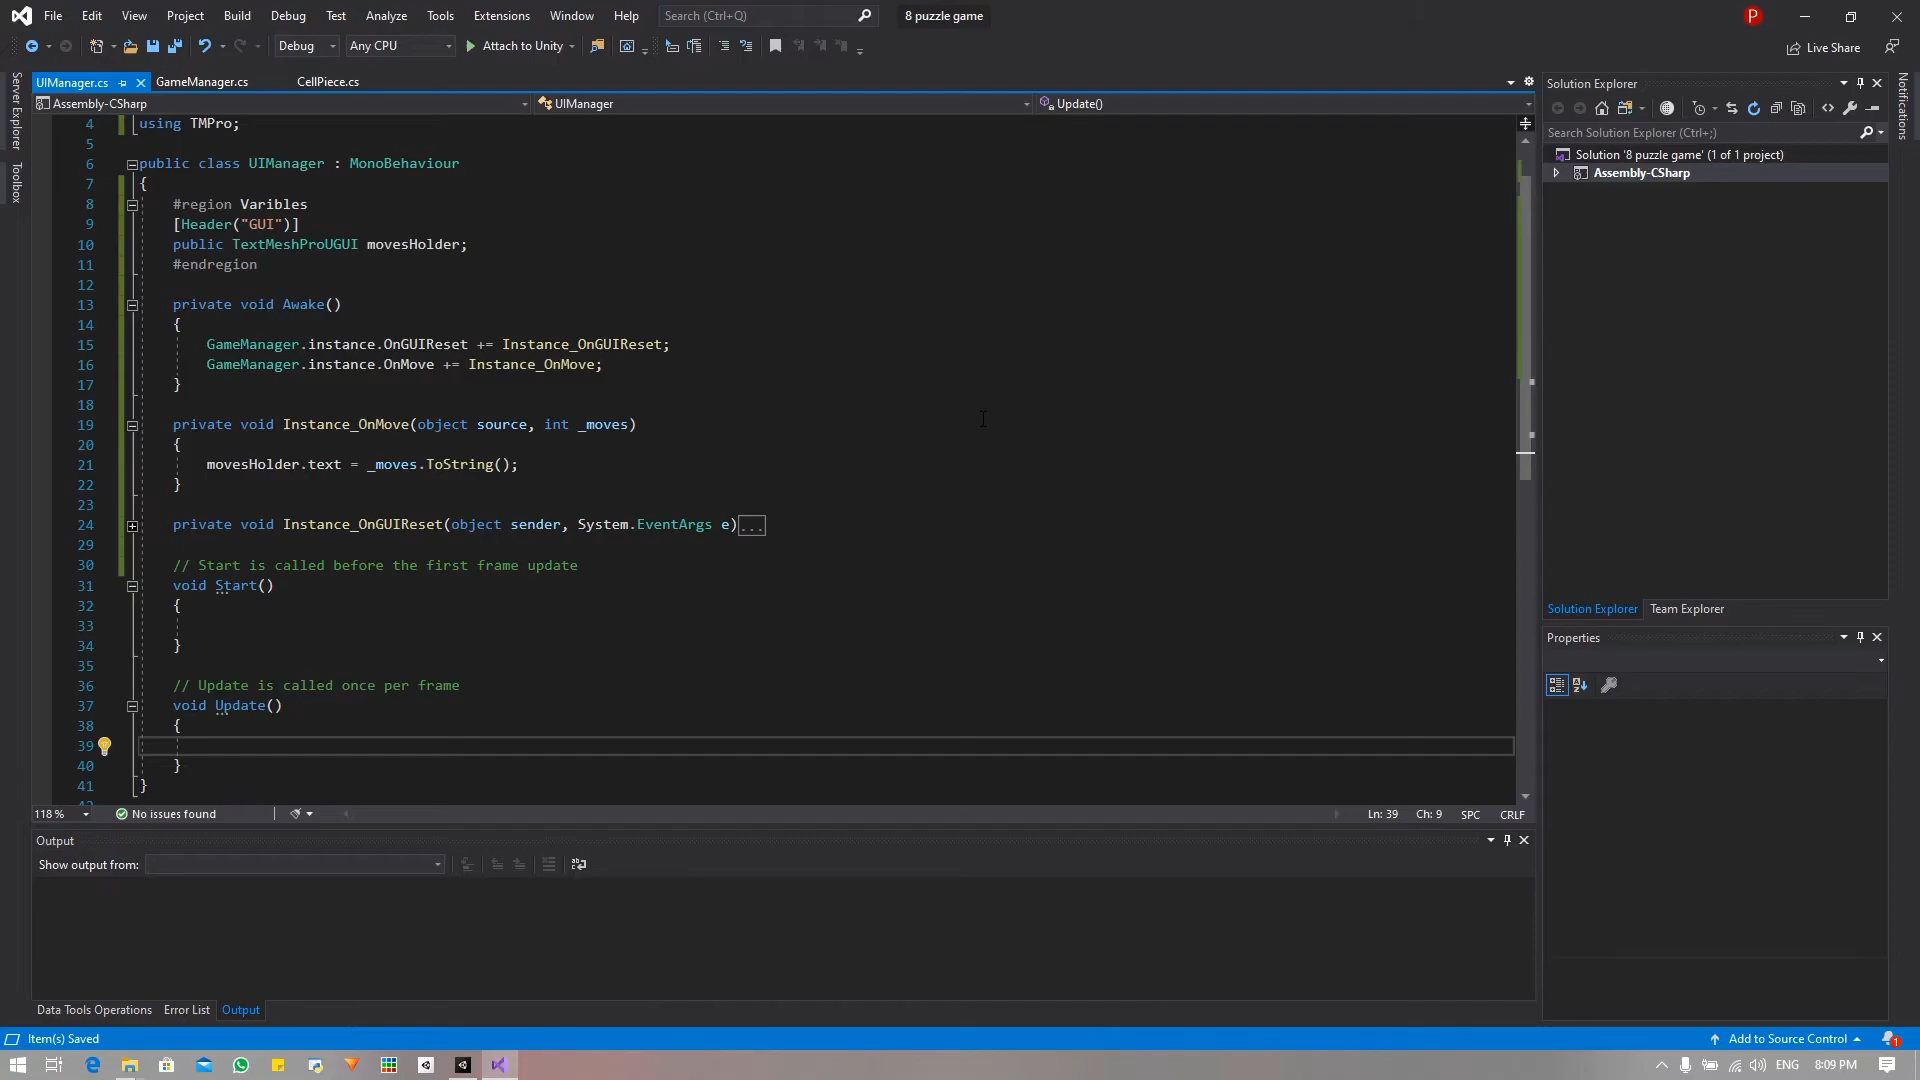 File Edit View Project Build Debug Test Analyze Tools Extensions Window Help Search (Ctrl+Q) 8 puzzle game P
Debug Any CPU Attach to Unity Live Share
Server Explorer
Toolbox
UIManager.cs GameManager.cs CellPiece.cs
Assembly-CSharp UIManager Update()
4 using TMPro;
5
6 public class UIManager : MonoBehaviour
7 {
8 #region Varibles
9 [Header("GUI")]
10 public TextMeshProUGUI movesHolder;
11 #endregion
12
13 private void Awake()
14 {
15 GameManager.instance.OnGUIReset += Instance_OnGUIReset;
16 GameManager.instance.OnMove += Instance_OnMove;
17 }
18
19 private void Instance_OnMove(object source, int _moves)
20 {
21 movesHolder.text = _moves.ToString();
22 }
23
24 private void Instance_OnGUIReset(object sender, System.EventArgs e)...
29
30 // Start is called before the first frame update
31 void Start()
32 {
33
34 }
35
36 // Update is called once per frame
37 void Update()
38 {
39
40 }
41 }
118 % No issues found Ln: 39 Ch: 9 SPC CRLF
Output
Show output from:
Data Tools Operations Error List Output
Solution Explorer
Search Solution Explorer (Ctrl+;)
Solution '8 puzzle game' (1 of 1 project)
Assembly-CSharp
Solution Explorer Team Explorer
Properties
Notifications
Item(s) Saved Add to Source Control 1
ENG 8:09 PM